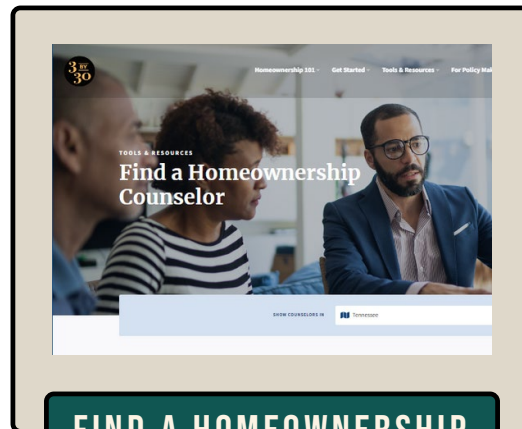 3 BY 30
Homeownership 101 Get Started Tools & Resources For Policy Mak
TOOLS & RESOURCES
Find a Homeownership
Counselor
SHOW COUNSELORS IN Tennessee
FIND A HOMEOWNERSHIP